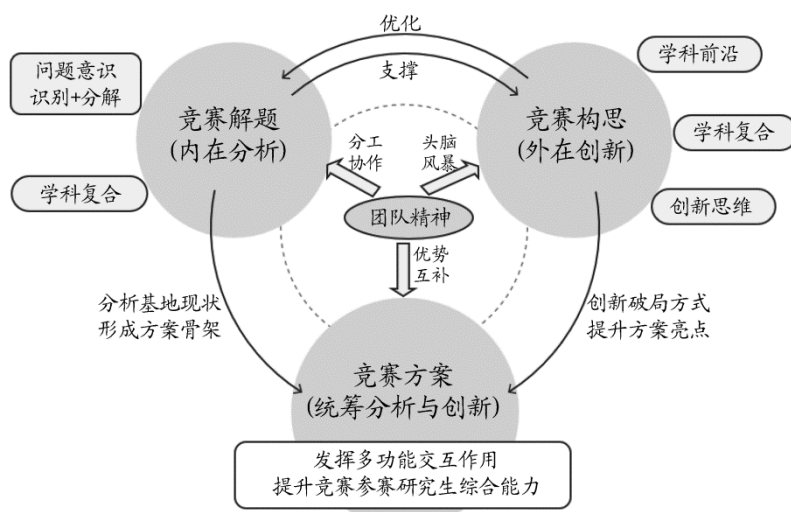 优化
支撑
问题意识
识别+分解
学科前沿
竞赛解题
(内在分析)
竞赛构思
(外在创新)
学科复合
分工
协作
头脑
风暴
学科复合
创新思维
团队精神
优势
互补
分析基地现状
形成方案骨架
创新破局方式
提升方案亮点
竞赛方案
(统筹分析与创新)
发挥多功能交互作用
提升竞赛参赛研究生综合能力